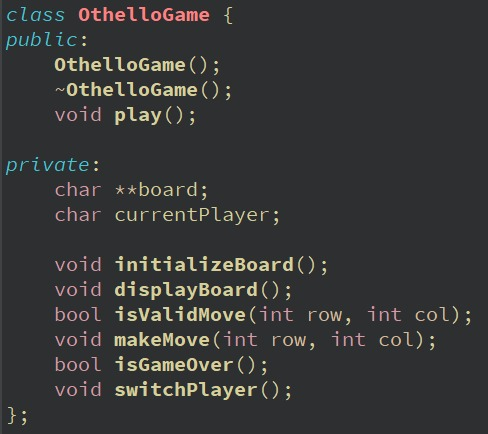 class OthelloGame {
public:
    OthelloGame();
    ~OthelloGame();
    void play();

private:
    char **board;
    char currentPlayer;

    void initializeBoard();
    void displayBoard();
    bool isValidMove(int row, int col);
    void makeMove(int row, int col);
    bool isGameOver();
    void switchPlayer();
};